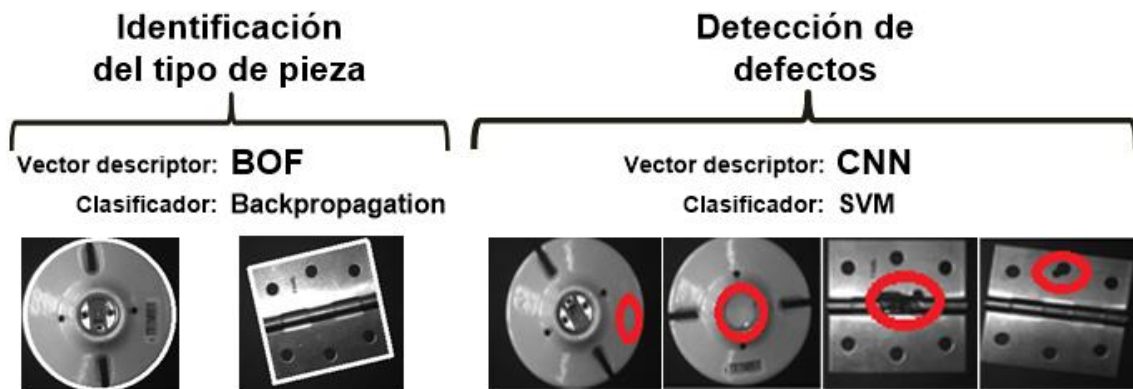 Identificación
del tipo de pieza
Vector descriptor: BOF
Clasificador: Backpropagation
Detección de
defectos
Vector descriptor: CNN
Clasificador: SVM